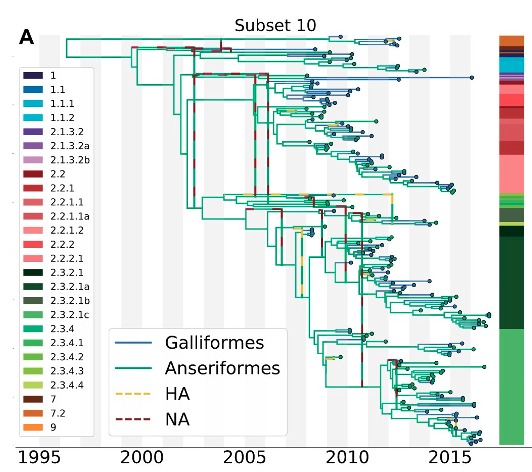 Subset 10
A
1
1.1
1.1.1
1.1.2
2.1.3.2
2.1.3.2a
2.1.3.2b
2.2
2.2.1
2.2.1.1
2.2.1.1a
2.2.1.2
2.2.2
2.2.2.1
2.3.2.1
2.3.2.1a
2.3.2.1b
2.3.2.1c
2.3.4
2.3.4.1
2.3.4.2
2.3.4.3
2.3.4.4
7
7.2
9
Galliformes
Anseriformes
HA
NA
1995 2000 2005 2010 2015